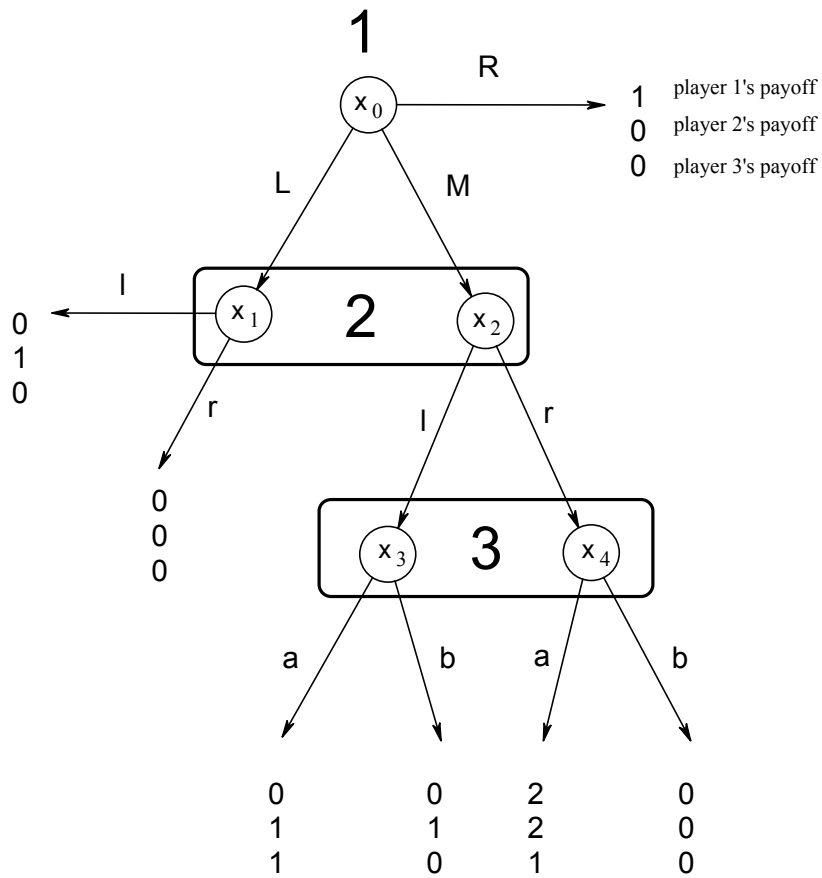 1
R
x0
1 player 1's payoff
0 player 2's payoff
0 player 3's payoff
L M
l
x1 2 x2
0
1
0
r l r
0
0
0
x3 3 x4
a b a b
0 0 2 0
1 1 2 0
1 0 1 0